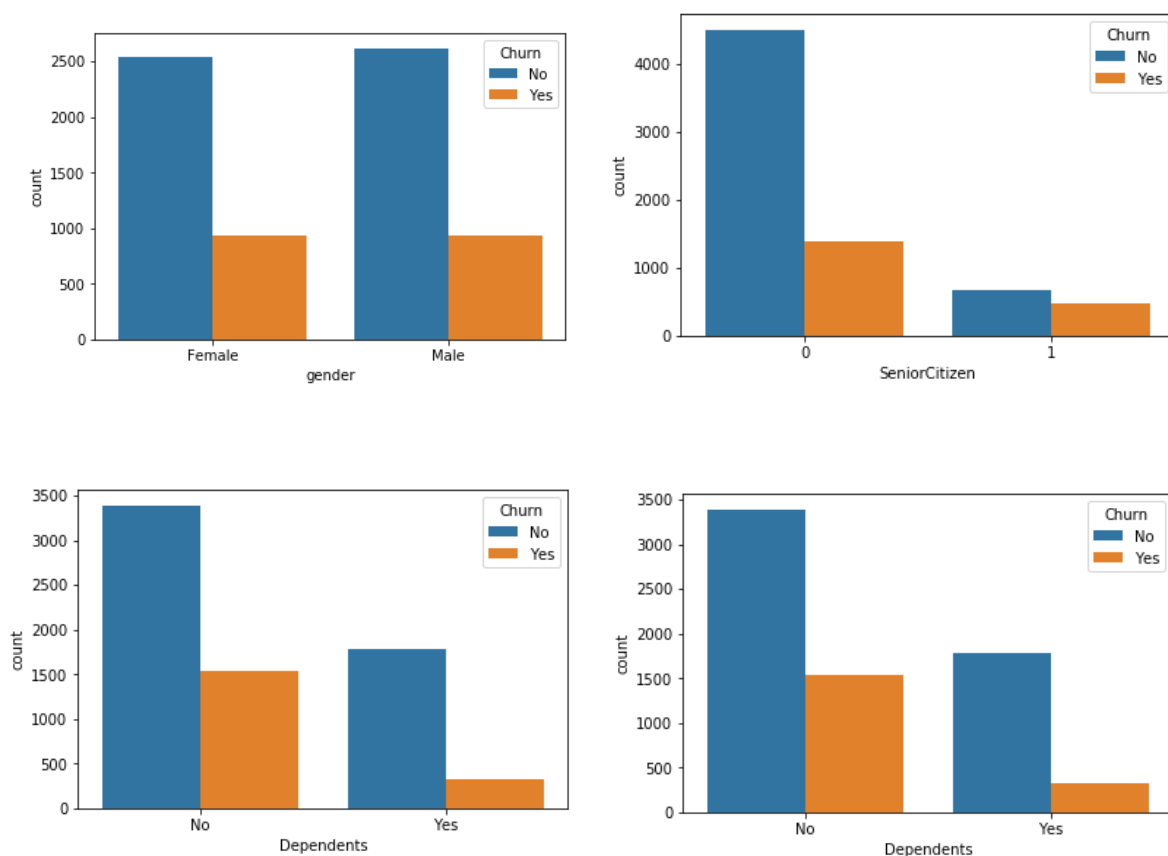 Churn
No
Yes
2500
2000
1500
1000
500
0
count
Female Male
gender
Churn
No
Yes
4000
3000
2000
1000
0
count
0 1
SeniorCitizen
Churn
No
Yes
3500
3000
2500
2000
1500
1000
500
0
count
No Yes
Dependents
Churn
No
Yes
3500
3000
2500
2000
1500
1000
500
0
count
No Yes
Dependents